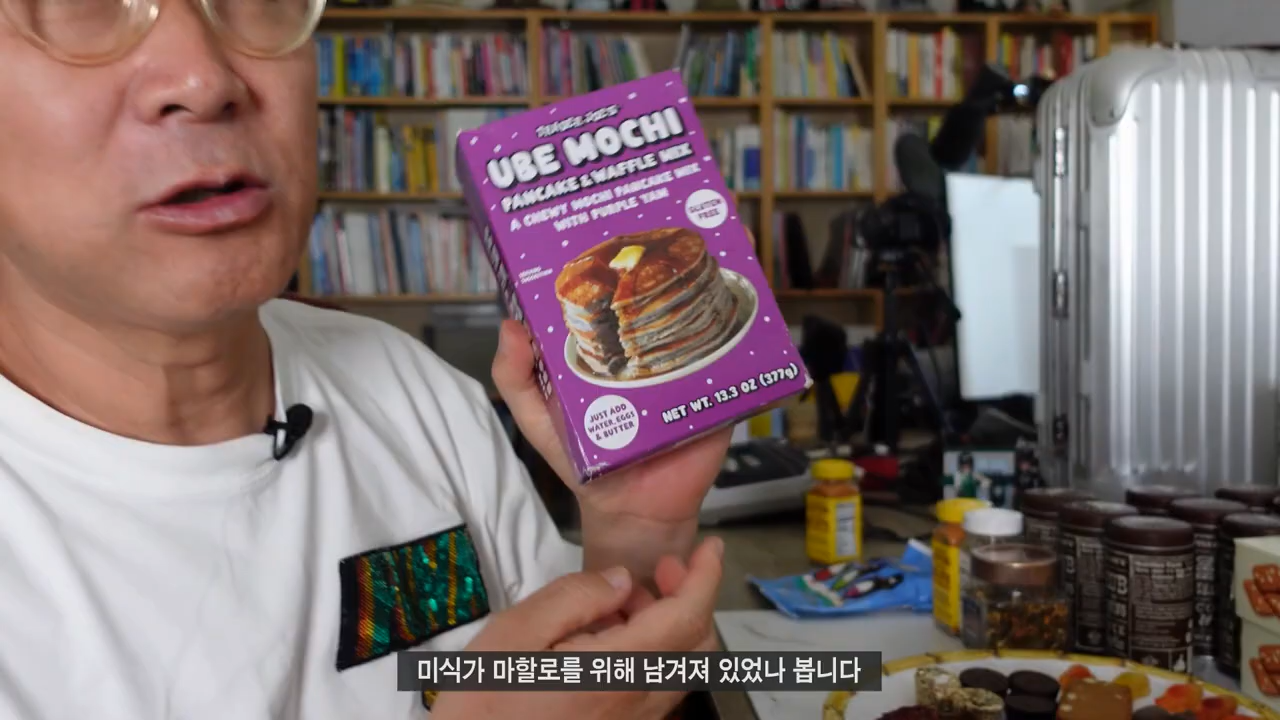 TRADER JOE'S
UBE MOCHI
PANCAKE & WAFFLE MIX
A CHEWY MOCHI PANCAKE MIX
WITH PURPLE YAM
GLUTEN
FREE
SERVING
SUGGESTION
JUST ADD
WATER, EGGS
& BUTTER
NET WT. 13.3 OZ (377g)
미식가 마할로를 위해 남겨져 있었나 봅니다